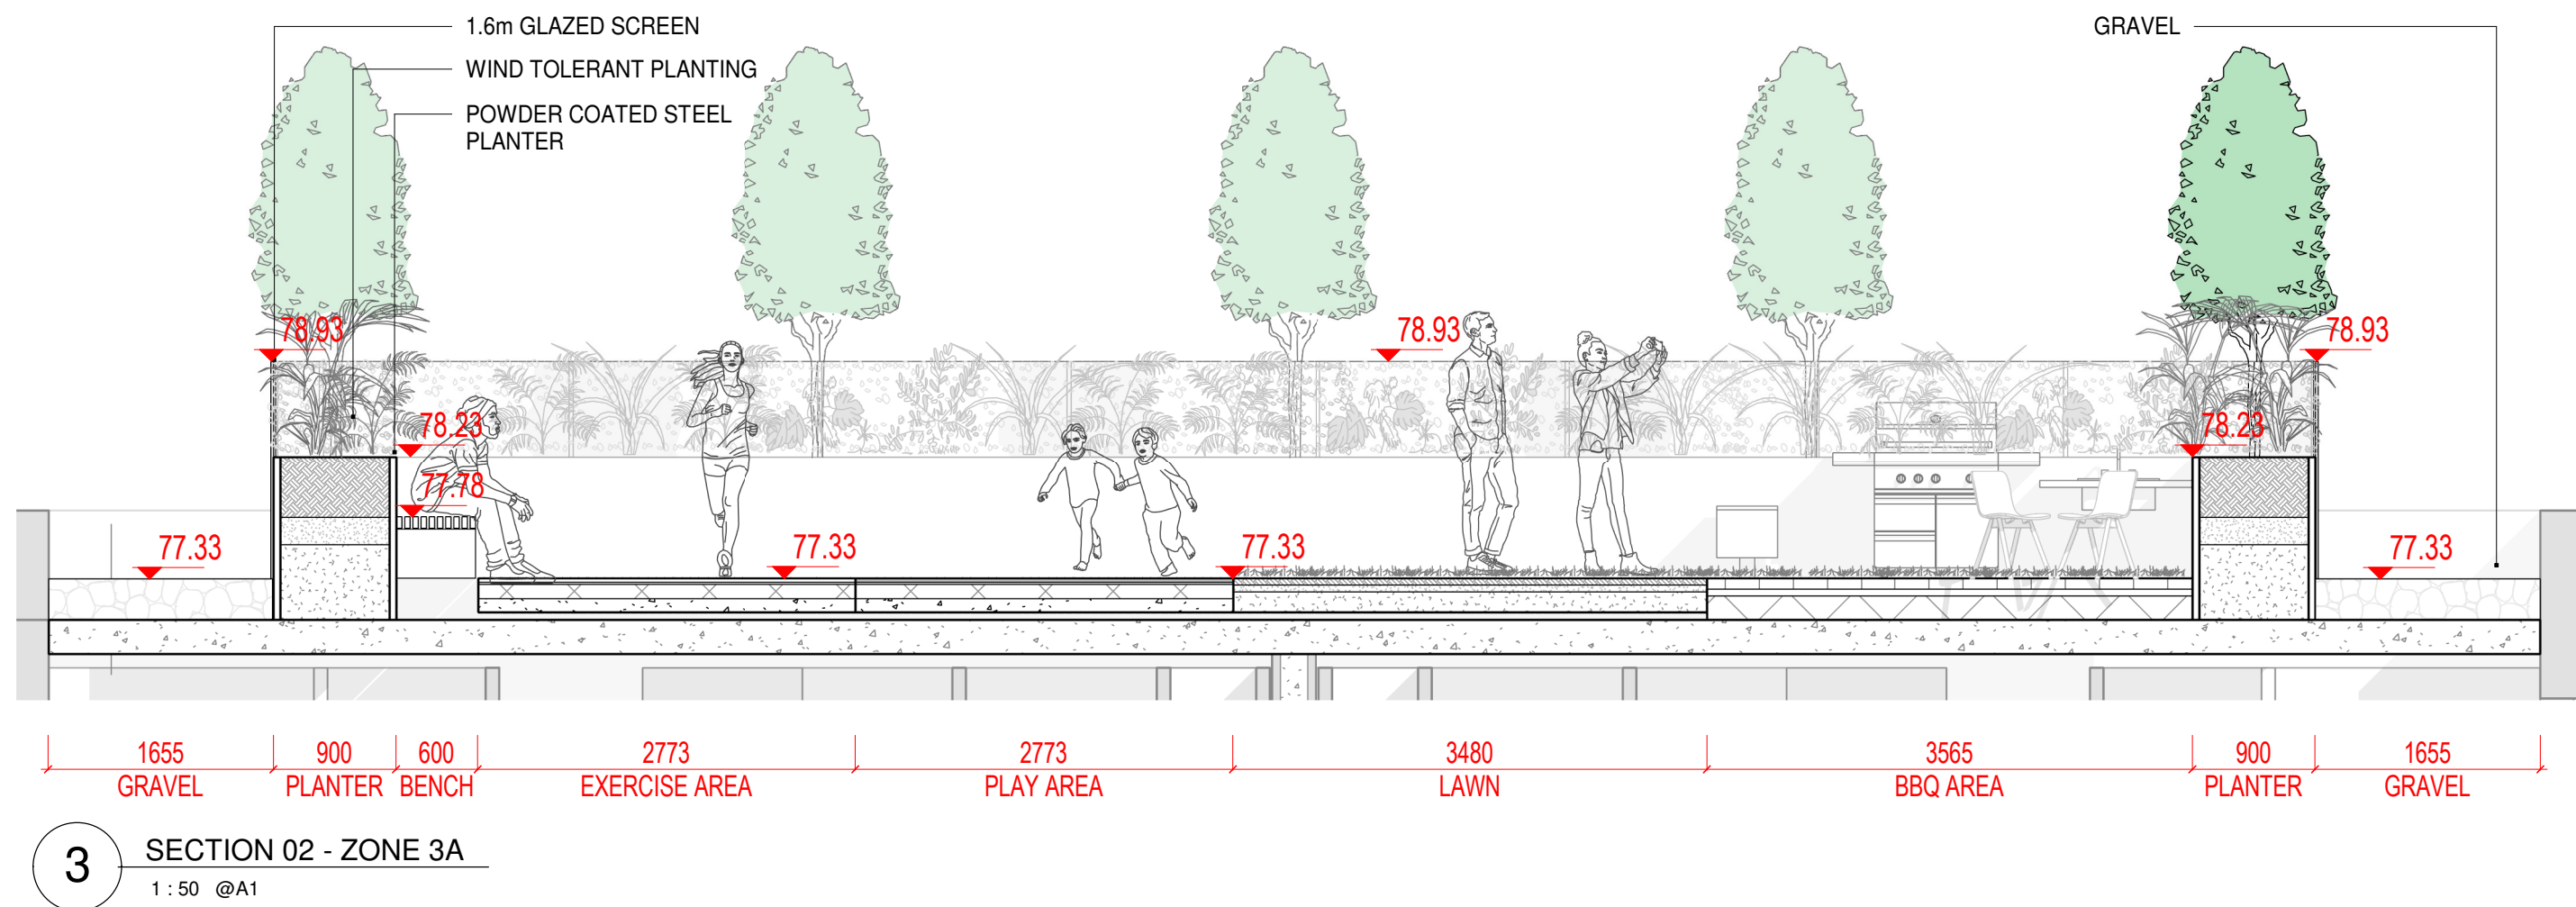 1.6m GLAZED SCREEN
WIND TOLERANT PLANTING
POWDER COATED STEEL
PLANTER
GRAVEL
78.93
78.93
78.93
78.23
78.23
77.78
77.33
77.33
77.33
77.33
1655
900
600
2773
2773
3480
3565
900
1655
GRAVEL
PLANTER
BENCH
EXERCISE AREA
PLAY AREA
LAWN
BBQ AREA
PLANTER
GRAVEL
3
SECTION 02 - ZONE 3A
1 : 50 @A1